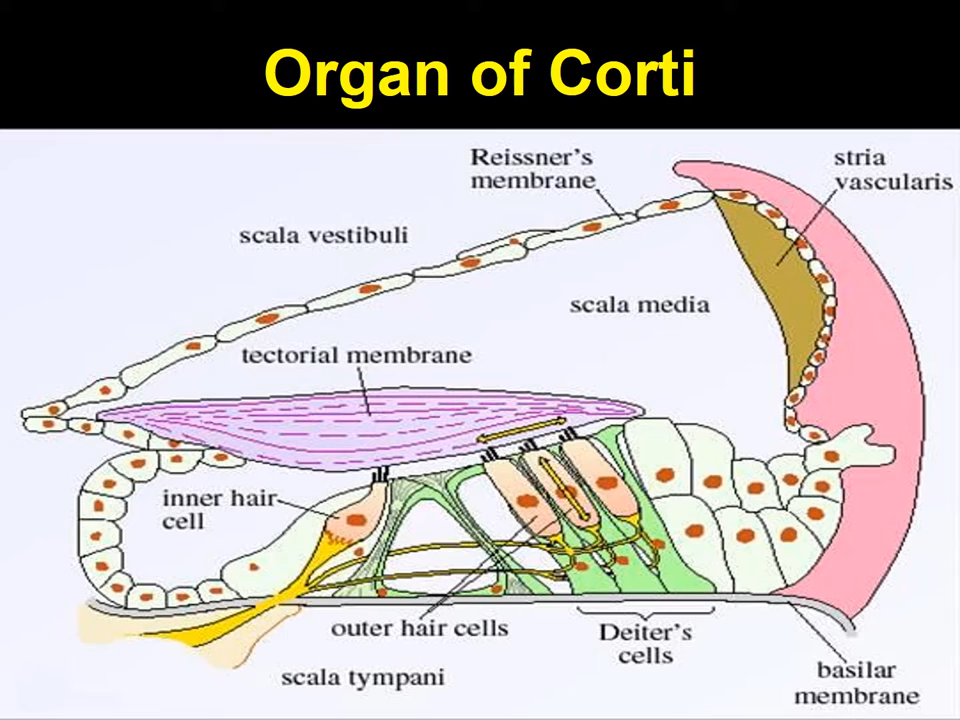 Organ of Corti
Reissner's
membrane
stria
vascularis
scala vestibuli
scala media
tectorial membrane
inner hair
cell
outer hair cells
Deiter's
cells
scala tympani
basilar
membrane